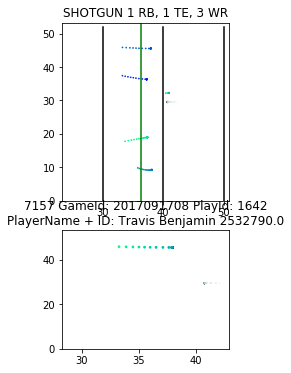 SHOTGUN 1 RB, 1 TE, 3 WR
50
40
30
20
10
0
30 40 50
7157 GameId: 2017091708 PlayId: 1642
PlayerName + ID: Travis Benjamin 2532790.0
40
20
0
30 35 40